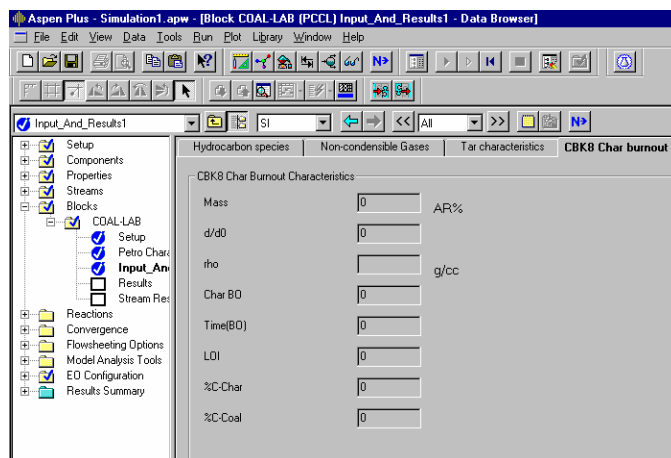 Aspen Plus - Simulation1.apw - [Block COAL-LAB (PCCL) Input_And_Results1 - Data Browser]
File Edit View Data Tools Run Plot Library Window Help
N>
Input_And_Results1 SI << All >> N>
Hydrocarbon species Non-condensible Gases Tar characteristics CBK8 Char burnout
Setup
Components
Properties
Streams
Blocks
COAL-LAB
Setup
Petro Chara
Input_An
Results
Stream Res
Reactions
Convergence
Flowsheeting Options
Model Analysis Tools
EO Configuration
Results Summary
CBK8 Char Burnout Characteristics
Mass 0 AR%
d/d0 0
rho g/cc
Char BO 0
Time(BO) 0
LOI 0
%C-Char 0
%C-Coal 0